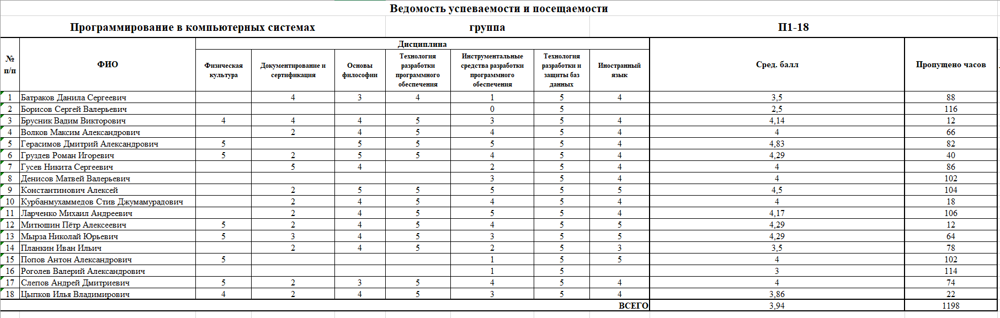 Ведомость успеваемости и посещаемости
Программирование в компьютерных системах группа П1-18
№ п/п ФИО Дисциплина Сред. балл Пропущено часов
Физическая культура Документирование и сертификация Основы философии Технология разработки программного обеспечения Инструментальные средства разработки программного обеспечения Технология разработки и защиты баз данных Иностранный язык
1 Батраков Данила Сергеевич 4 3 4 1 5 4 3,5 88
2 Борисов Сергей Валерьевич 0 5 2,5 116
3 Брусник Вадим Викторович 4 4 4 5 3 5 4 4,14 12
4 Волков Максим Александрович 2 4 5 4 5 4 4 66
5 Герасимов Дмитрий Александрович 5 5 5 5 5 4 4,83 82
6 Груздев Роман Игоревич 5 2 5 5 4 5 4 4,29 40
7 Гусев Никита Сергеевич 5 4 2 5 4 4 86
8 Денисов Матвей Валерьевич 3 5 4 4 102
9 Константинович Алексей 2 5 5 5 5 5 4,5 104
10 Курбанмухаммедов Стив Джумамурадович 2 4 5 4 5 4 4 18
11 Ларченко Михаил Андреевич 2 4 5 5 5 4 4,17 106
12 Митюшин Пётр Алексеевич 5 2 4 5 4 5 5 4,29 12
13 Мырза Николай Юрьевич 5 3 4 5 3 5 5 4,29 64
14 Планкин Иван Ильич 2 4 5 2 5 3 3,5 78
15 Попов Антон Александрович 5 1 5 5 4 102
16 Роголев Валерий Александрович 1 5 3 114
17 Слепов Андрей Дмитриевич 5 2 3 5 4 5 4 4 74
18 Цыпков Илья Владимирович 4 2 4 5 3 5 4 3,86 22
ВСЕГО 3,94 1198